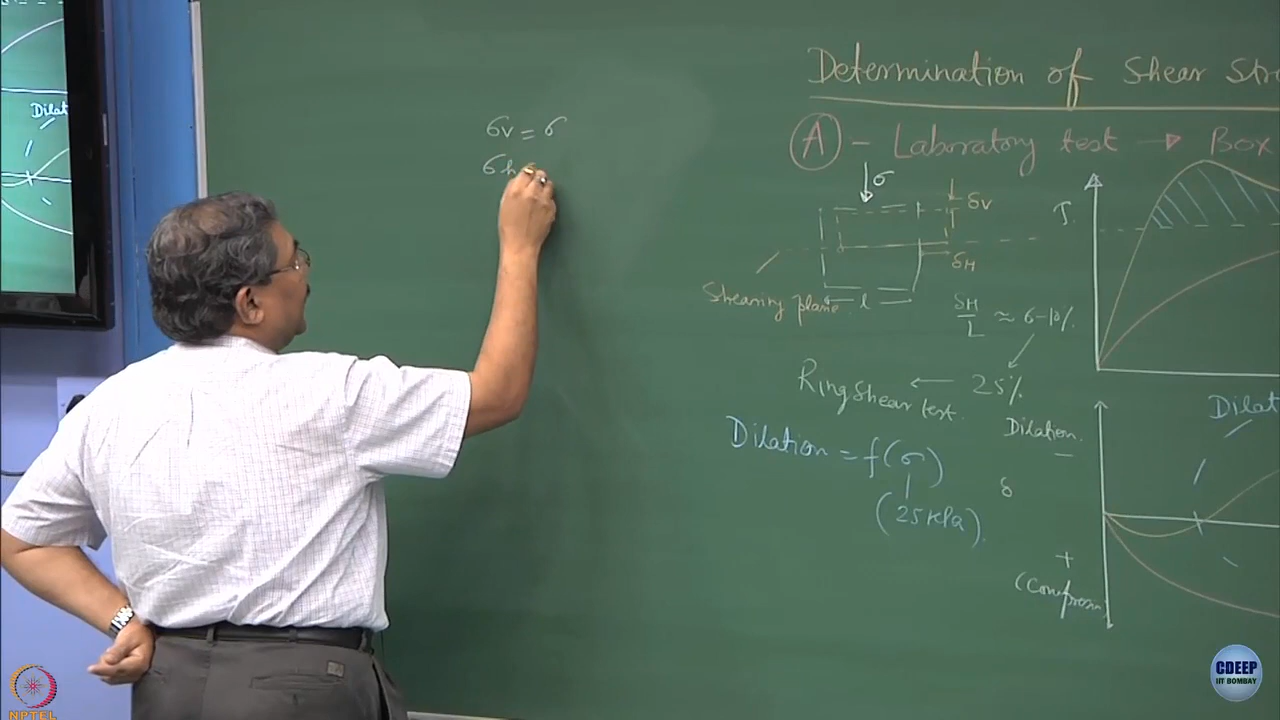 Dilat
σv = σ
σh
Determination of Shear Str
A - Laboratory test → Box
σ
δv
τ
δH
Shearing plane
l
δH/L ≈ 6-10%.
Ring Shear test. ← 25%.
Dilation = f(σ)
(25 kPa).
Dilation.
-
Dilat
δ
+
(Compression
NPTEL
CDEEP
IIT BOMBAY